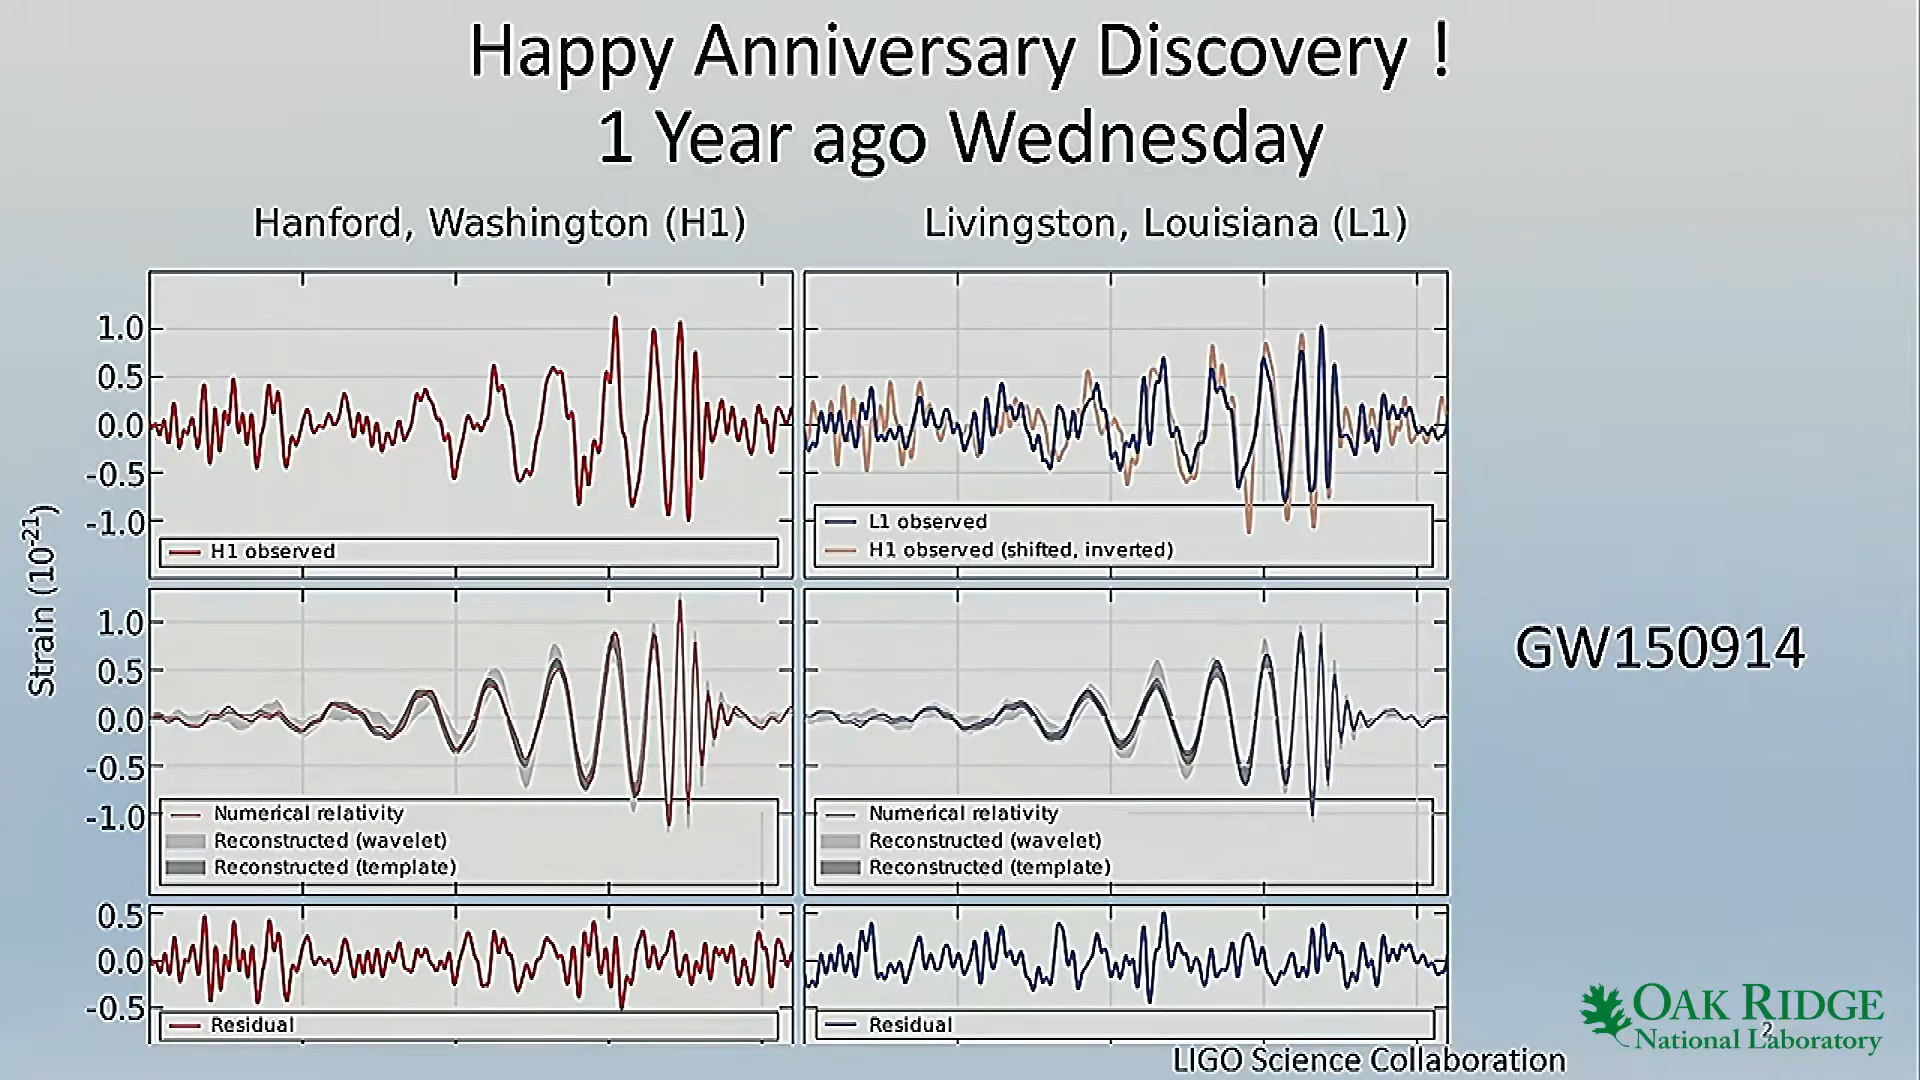 Happy Anniversary Discovery !
1 Year ago Wednesday
Hanford, Washington (H1)
Livingston, Louisiana (L1)
Strain (10-21)
1.0
0.5
0.0
-0.5
-1.0
H1 observed
L1 observed
H1 observed (shifted, inverted)
1.0
0.5
0.0
-0.5
-1.0
Numerical relativity
Reconstructed (wavelet)
Reconstructed (template)
Numerical relativity
Reconstructed (wavelet)
Reconstructed (template)
GW150914
0.5
0.0
-0.5
Residual
Residual
OAK RIDGE
National Laboratory
2
LIGO Science Collaboration